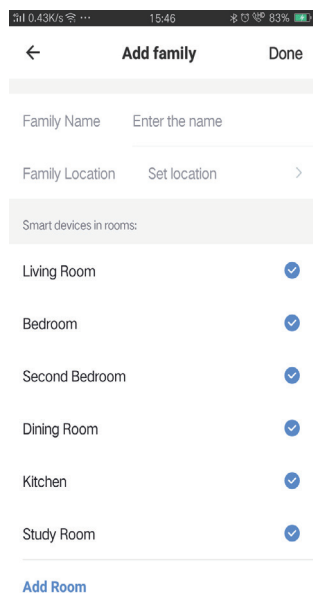 0.43K/s ... 15:46 83%
Add family Done
Family Name Enter the name
Family Location Set location
Smart devices in rooms:
Living Room
Bedroom
Second Bedroom
Dining Room
Kitchen
Study Room
Add Room